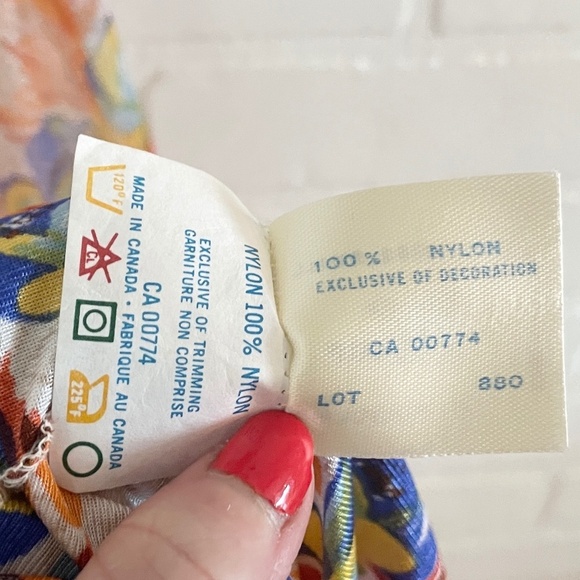 NYLON 100% NYLON
EXCLUSIVE OF TRIMMING
GARNITURE NON COMPRISE
CA 00774
MADE IN CANADA • FABRIQUE AU CANADA
120°F
CL
225°F
100% NYLON
EXCLUSIVE OF DECORATION
CA 00774
LOT 880